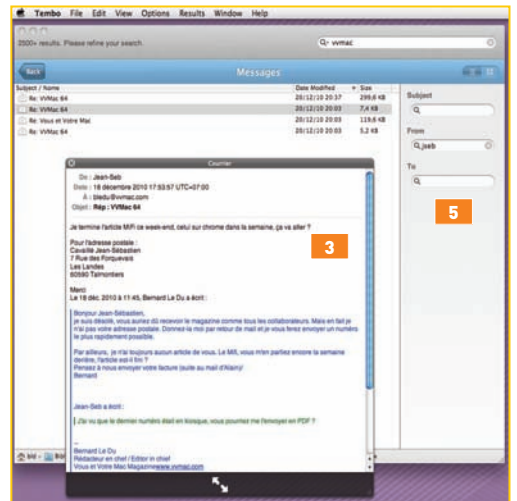 Tembo File Edit View Options Results Window Help
2000+ results. Please refine your search.
vvmac
Back
Messages
Subject / Name Date Modified Size
Re: VVMac 64 20/12/10 20:37 299,6 KB
Re: VVMac 64 20/12/10 20:03 7,4 KB
Re: Vous et Votre Mac 20/12/10 20:03 119,6 KB
Re: VVMac 64 20/12/10 20:03 5,2 KB
Subject
From
jseb
To
5
Courrier
De : Jean-Seb
Date : 18 décembre 2010 17:53:57 UTC+07:00
À : bledu@vvmac.com
Objet : Rép : VVMac 64
Je termine l'article MiFi ce week-end, celui sur chrome dans la semaine, ça va aller ?
3
Pour l'adresse postale :
Cavaillé Jean-Sébastien
7 Rue des Forquevais
Les Landes
60590 Talmontiers
Merci
Le 18 déc. 2010 à 11:45, Bernard Le Du a écrit :
Bonjour Jean-Sébastien,
je suis désolé, vous auriez dû recevoir le magazine comme tous les collaborateurs. Mais en fait je
n'ai pas votre adresse postale. Donnez-la moi par retour de mail et je vous ferez envoyer un numéro
le plus rapidement possible.
Par ailleurs, je n'ai toujours aucun article de vous. Le Mifi, vous m'en parliez encore la semaine
derière, l'article est-il fini ?
Pensez à nous envoyer votre facture (suite au mail d'Alain)/
Bernard
Jean-Seb a écrit :
J'ai vu que le dernier numéro était en kiosque, vous pourriez me l'envoyer en PDF ?
--
Bernard Le Du
Rédacteur en chef / Editor in chief
Vous et Votre Mac Magazinewww.vvmac.com
bld